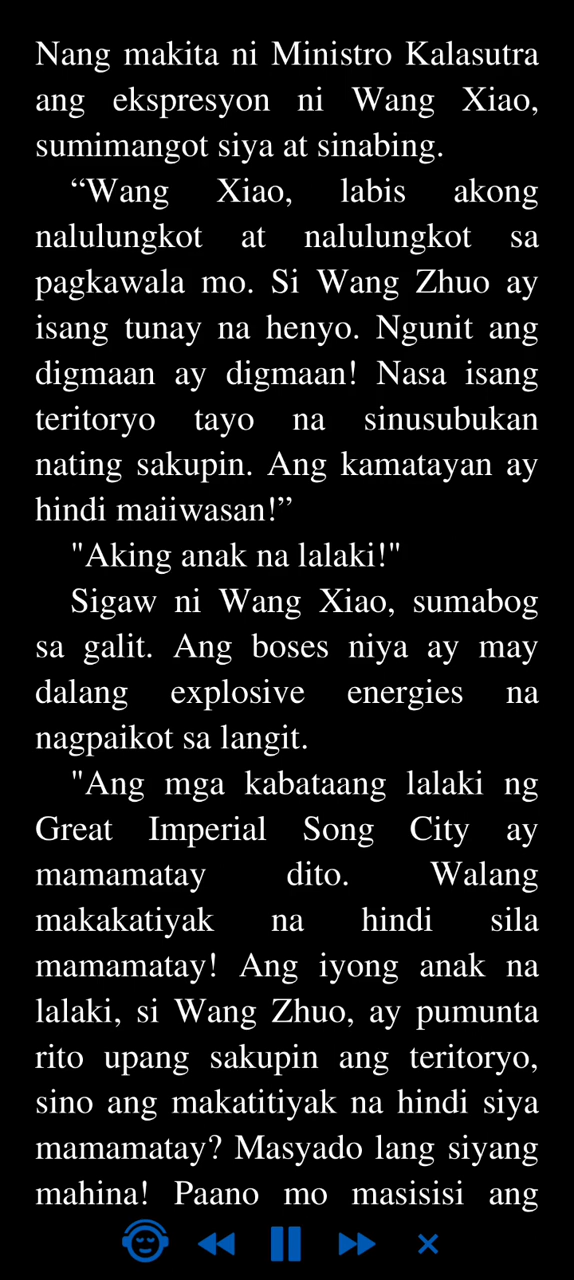 Nang makita ni Ministro Kalasutra
ang ekspresyon ni Wang Xiao,
sumimangot siya at sinabing.
“Wang Xiao, labis akong
nalulungkot at nalulungkot sa
pagkawala mo. Si Wang Zhuo ay
isang tunay na henyo. Ngunit ang
digmaan ay digmaan! Nasa isang
teritoryo tayo na sinusubukan
nating sakupin. Ang kamatayan ay
hindi maiiwasan!”
"Aking anak na lalaki!"
Sigaw ni Wang Xiao, sumabog
sa galit. Ang boses niya ay may
dalang explosive energies na
nagpaikot sa langit.
"Ang mga kabataang lalaki ng
Great Imperial Song City ay
mamamatay dito. Walang
makakatiyak na hindi sila
mamamatay! Ang iyong anak na
lalaki, si Wang Zhuo, ay pumunta
rito upang sakupin ang teritoryo,
sino ang makatitiyak na hindi siya
mamamatay? Masyado lang siyang
mahina! Paano mo masisisi ang